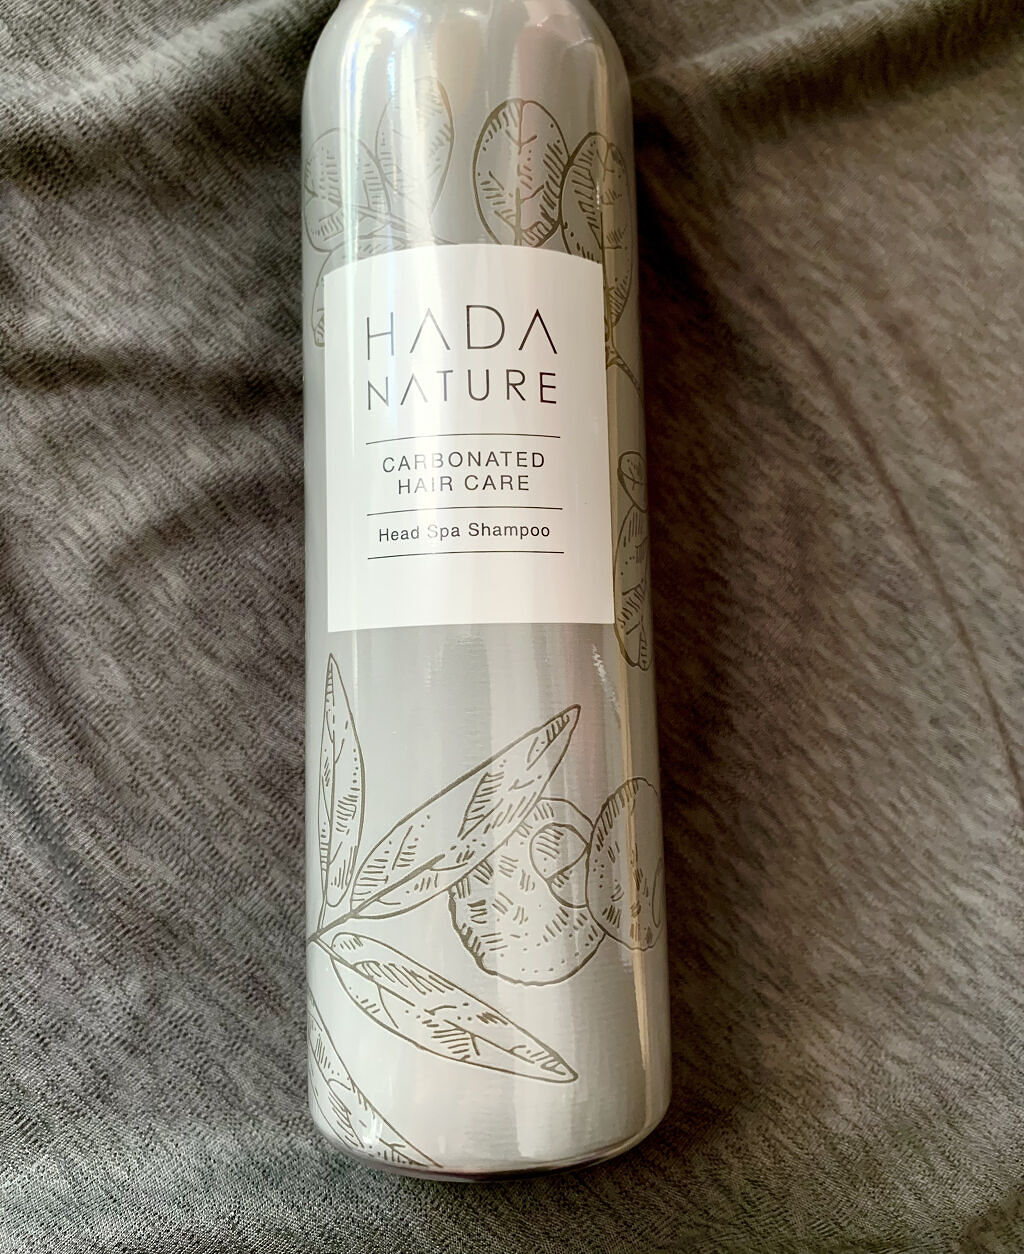 HADA
NATURE
CARBONATED
HAIR CARE
Head Spa Shampoo